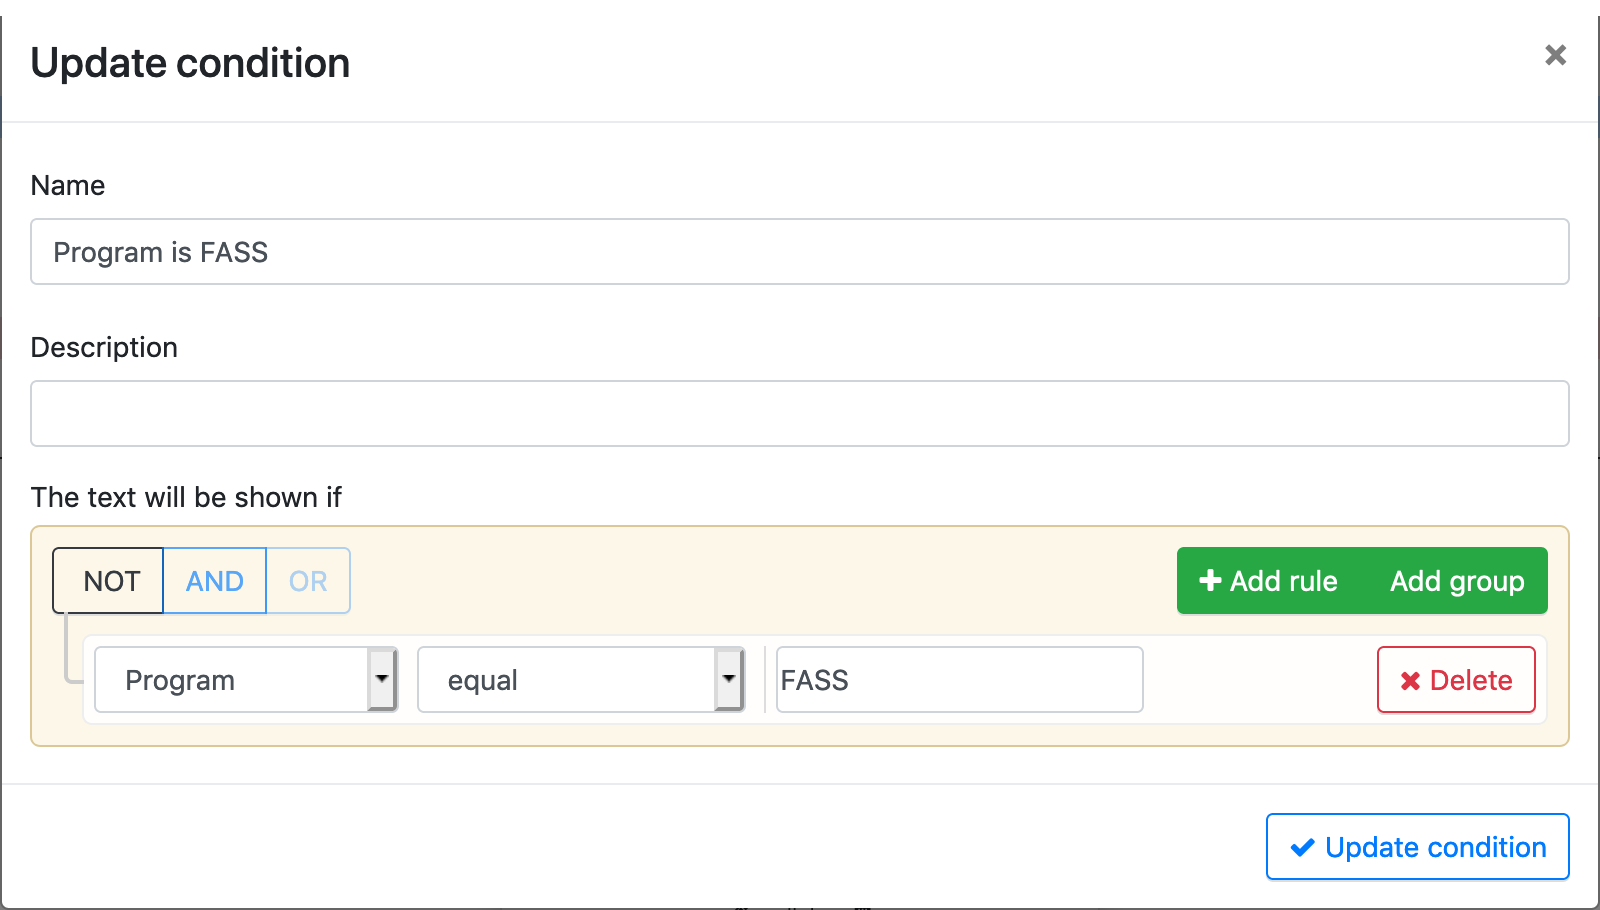 Update condition
Name
Program is FASS
Description
The text will be shown if
NOT AND OR Add rule Add group
Program equal FASS Delete
Update condition